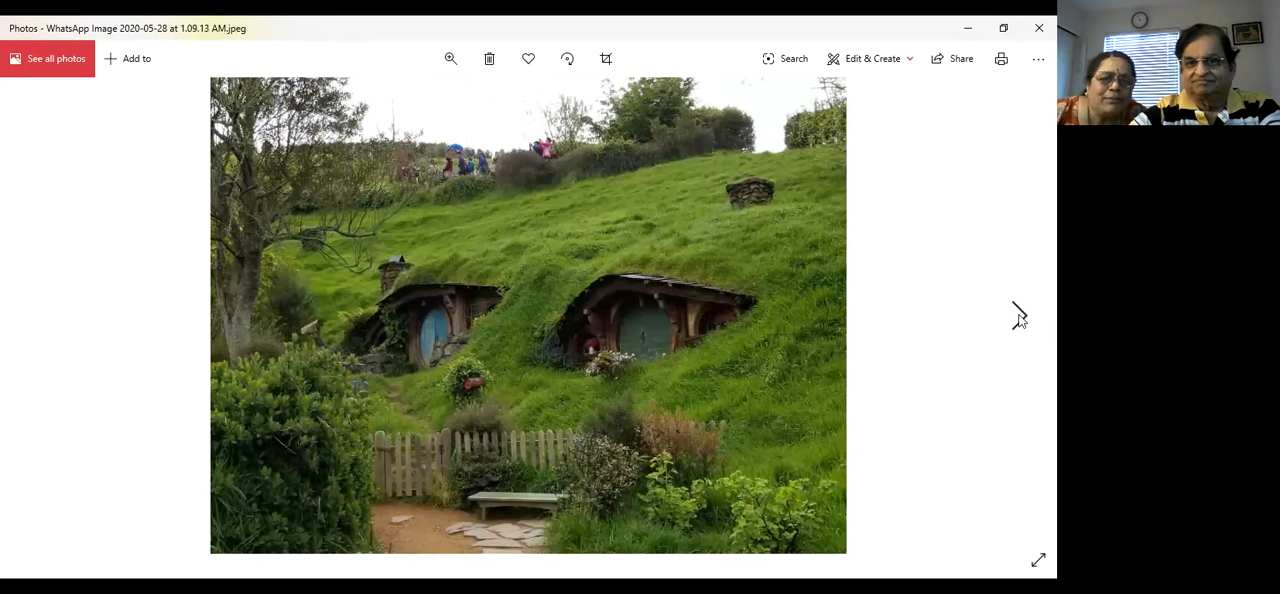 Photos - WhatsApp Image 2020-05-28 at 1.09.13 AM.jpeg
See all photos Add to Search Edit & Create Share